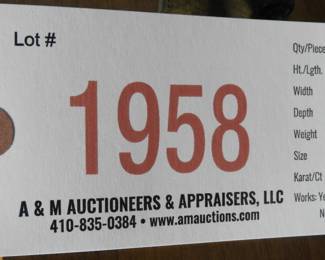 Lot #
1958
A & M AUCTIONEERS & APPRAISERS, LLC
410-835-0384 • www.amauctions.com
Qty/Piece
Ht./Lgth.
Width
Depth
Weight
Size
Karat/Ct
Works: Ye
N